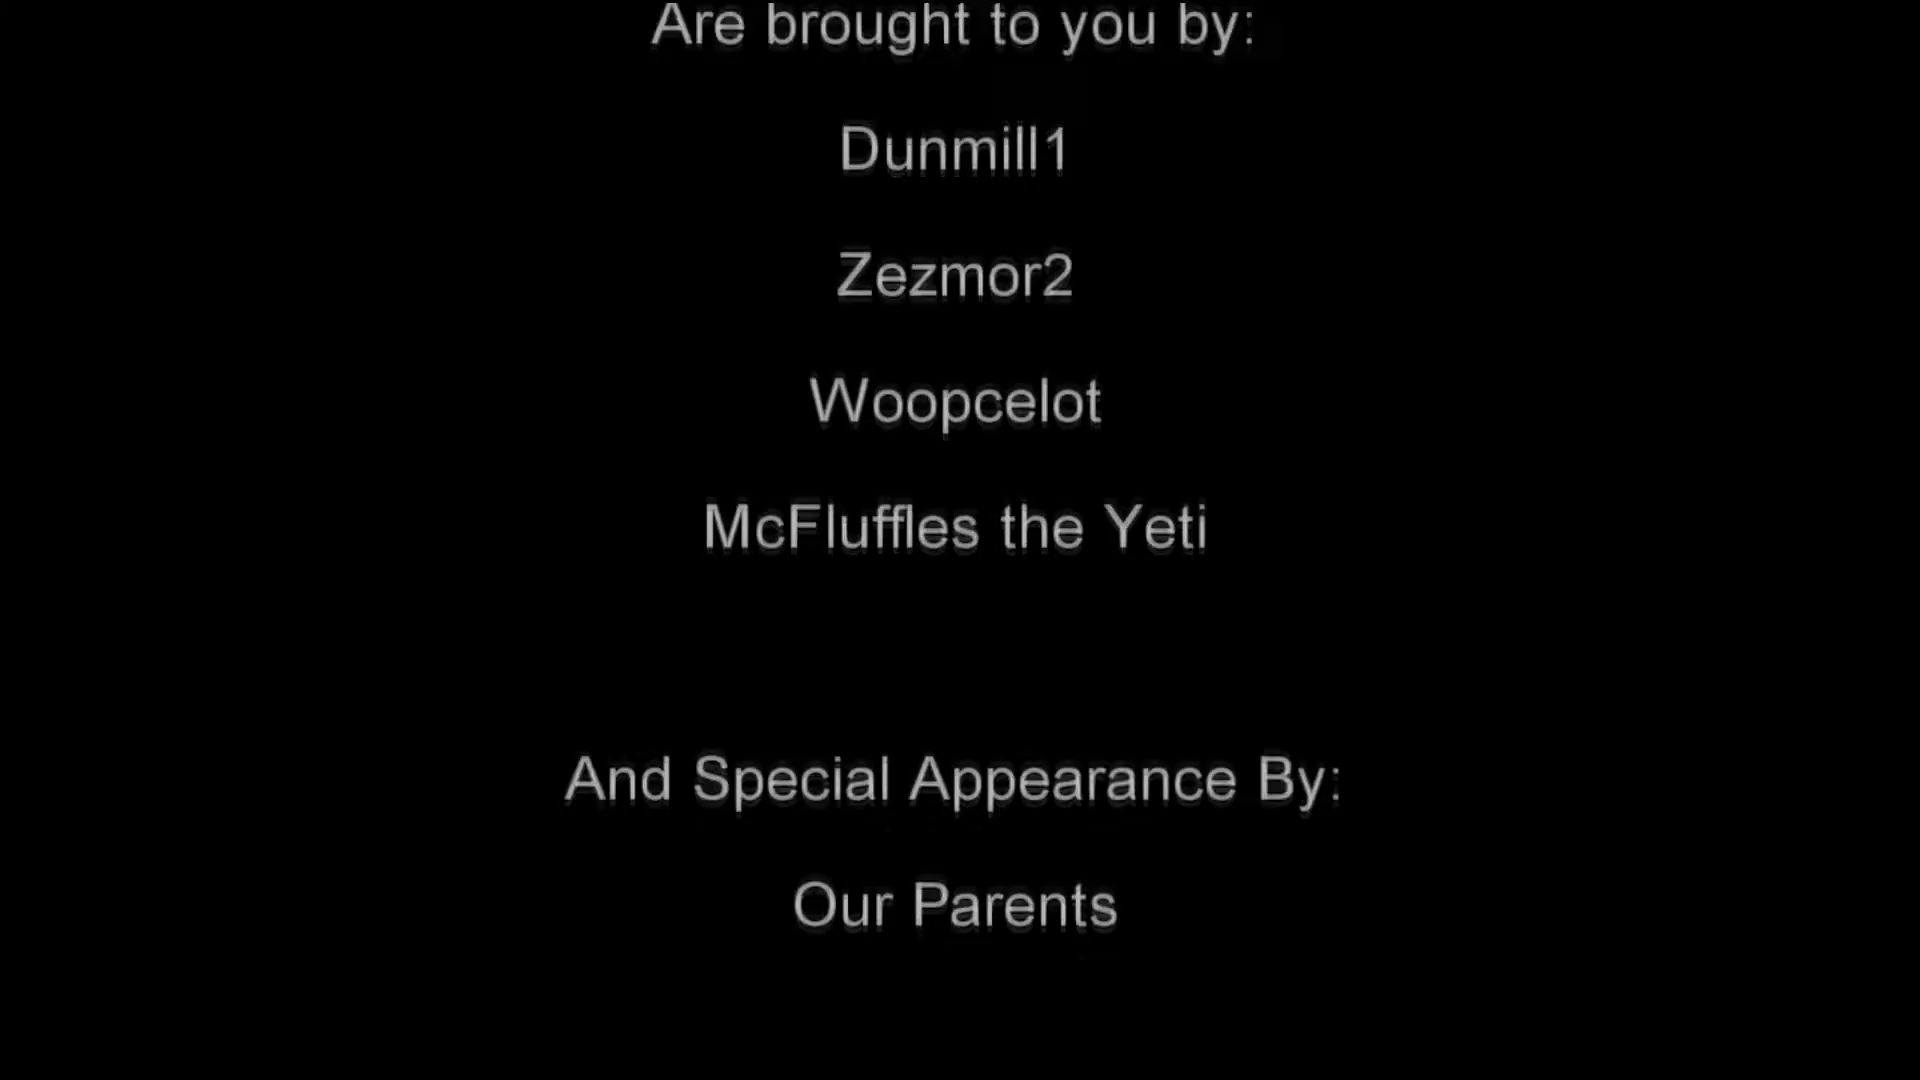 Are brought to you by:
Dunmill1
Zezmor2
Woopcelot
McFluffles the Yeti
And Special Appearance By:
Our Parents